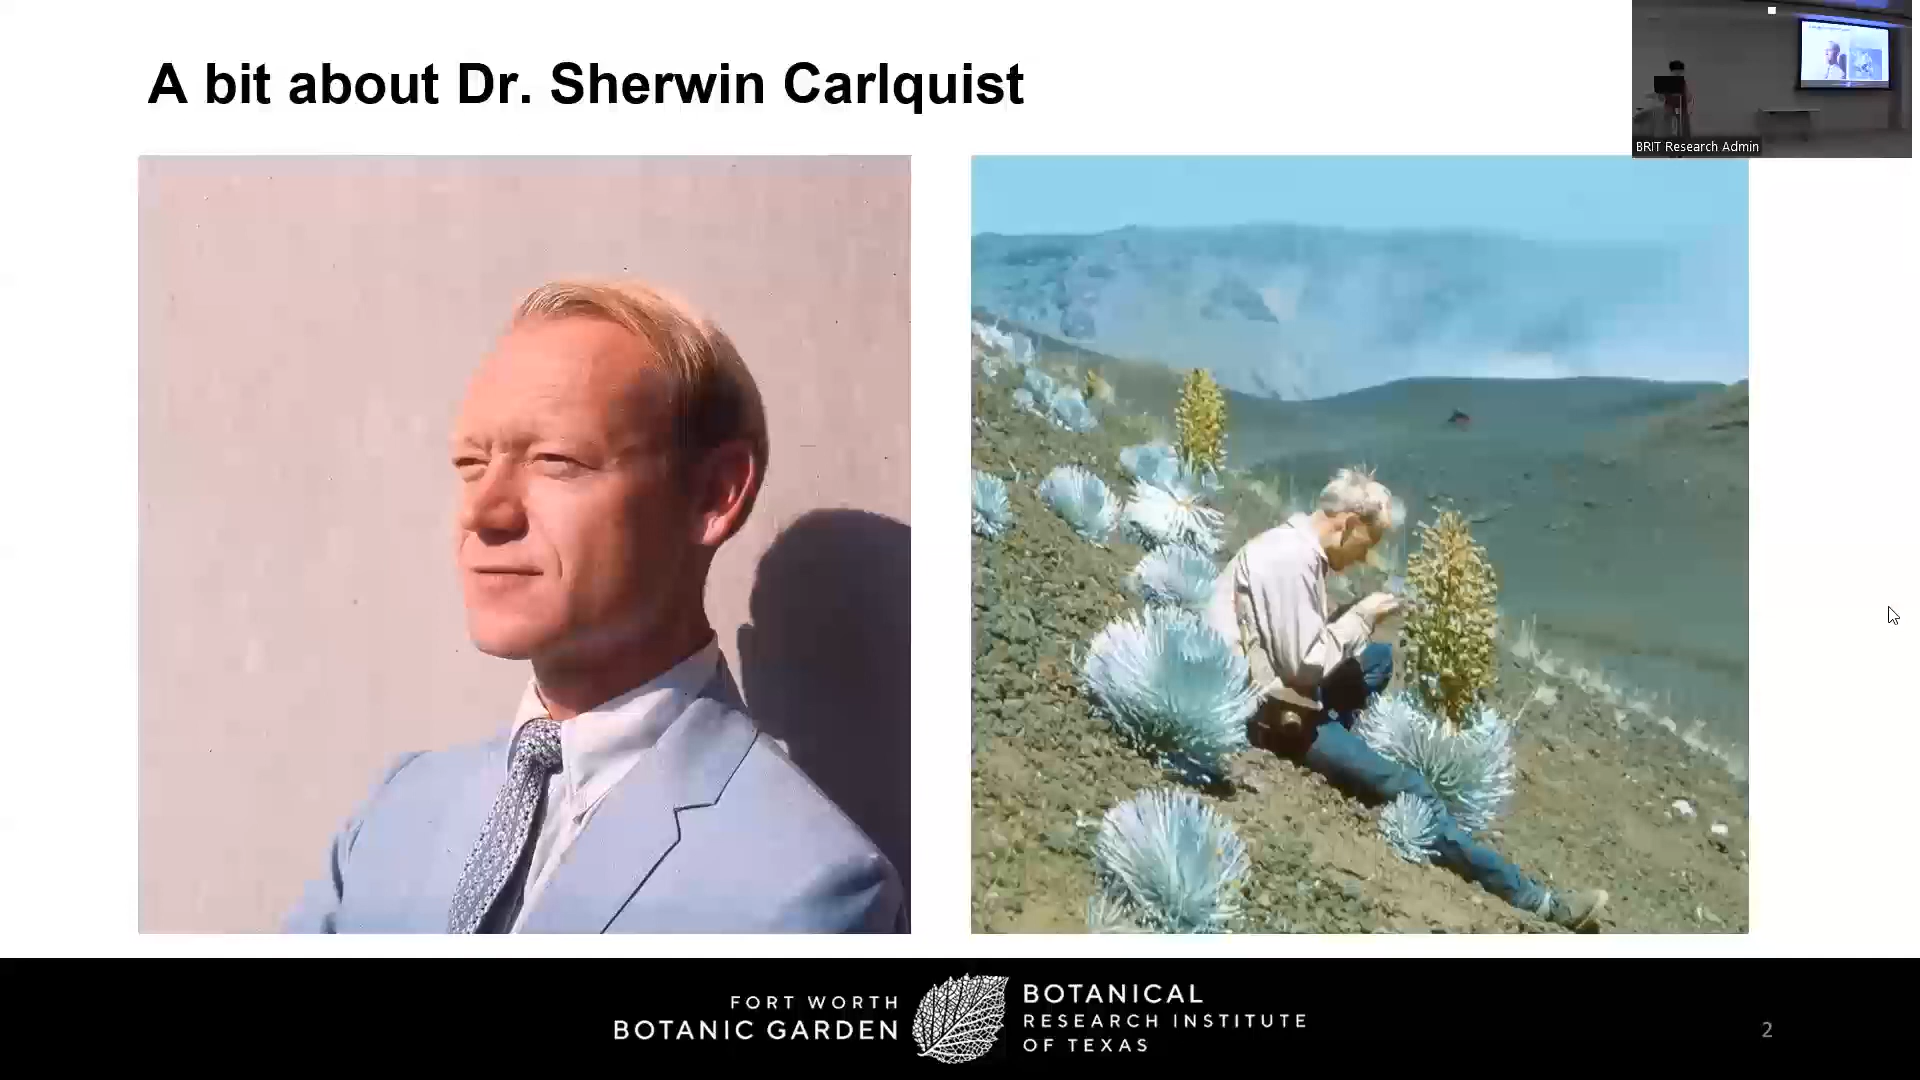 A bit about Dr. Sherwin Carlquist
BRIT Research Admin
FORT WORTH
BOTANIC GARDEN
BOTANICAL
RESEARCH INSTITUTE
OF TEXAS
2